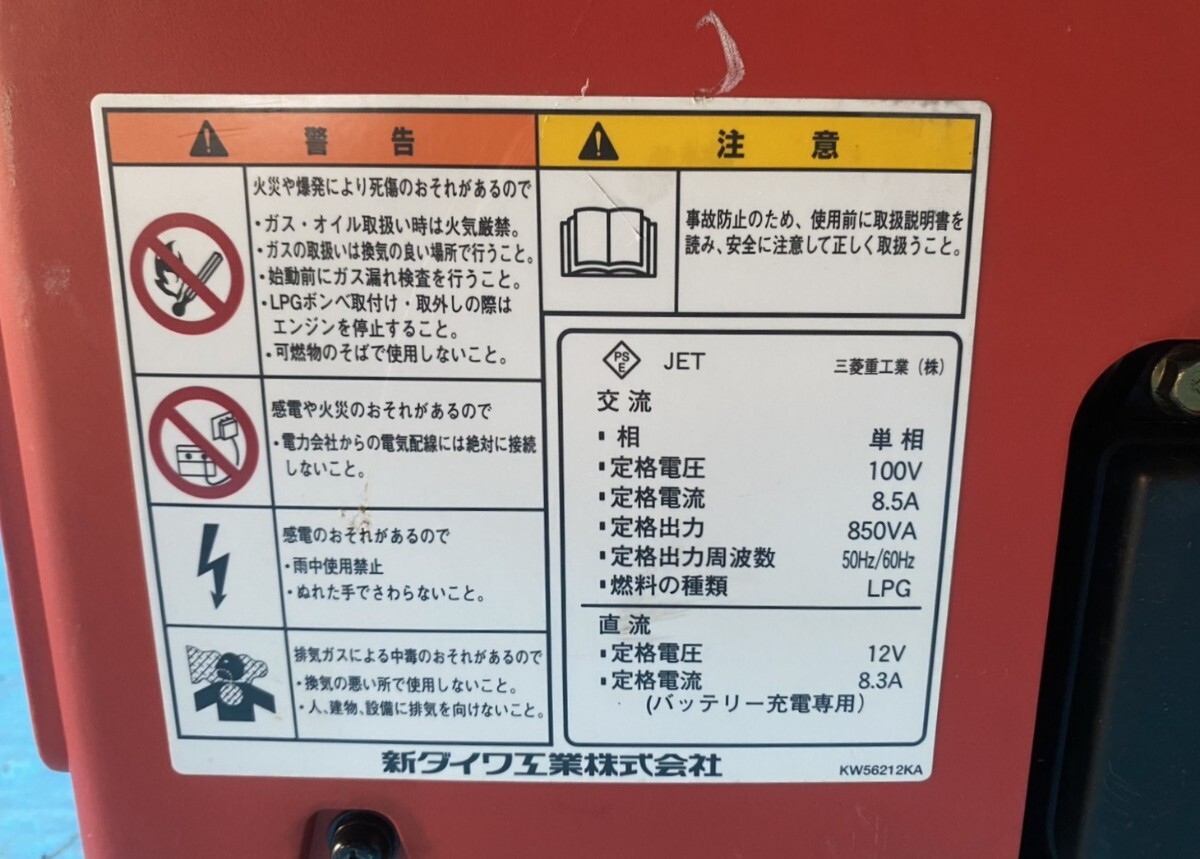 警告
火災や爆発により死傷のおそれがあるので
・ガス・オイル取扱い時は火気厳禁。
・ガスの取扱いは換気の良い場所で行うこと。
・始動前にガス漏れ検査を行うこと。
・LPGボンベ取付け・取外しの際は
エンジンを停止すること。
・可燃物のそばで使用しないこと。
感電や火災のおそれがあるので
・電力会社からの電気配線には絶対に接続
しないこと。
感電のおそれがあるので
・雨中使用禁止
・ぬれた手でさわらないこと。
排気ガスによる中毒のおそれがあるので
・換気の悪い所で使用しないこと。
・人、建物、設備に排気を向けないこと。
注意
事故防止のため、使用前に取扱説明書を
読み、安全に注意して正しく取扱うこと。
PS
E JET 三菱重工業（株）
交流
・相 単相
・定格電圧 100V
・定格電流 8.5A
・定格出力 850VA
・定格出力周波数 50Hz/60Hz
・燃料の種類 LPG
直流
・定格電圧 12V
・定格電流 8.3A
(バッテリー充電専用)
新ダイワ工業株式会社
KW56212KA